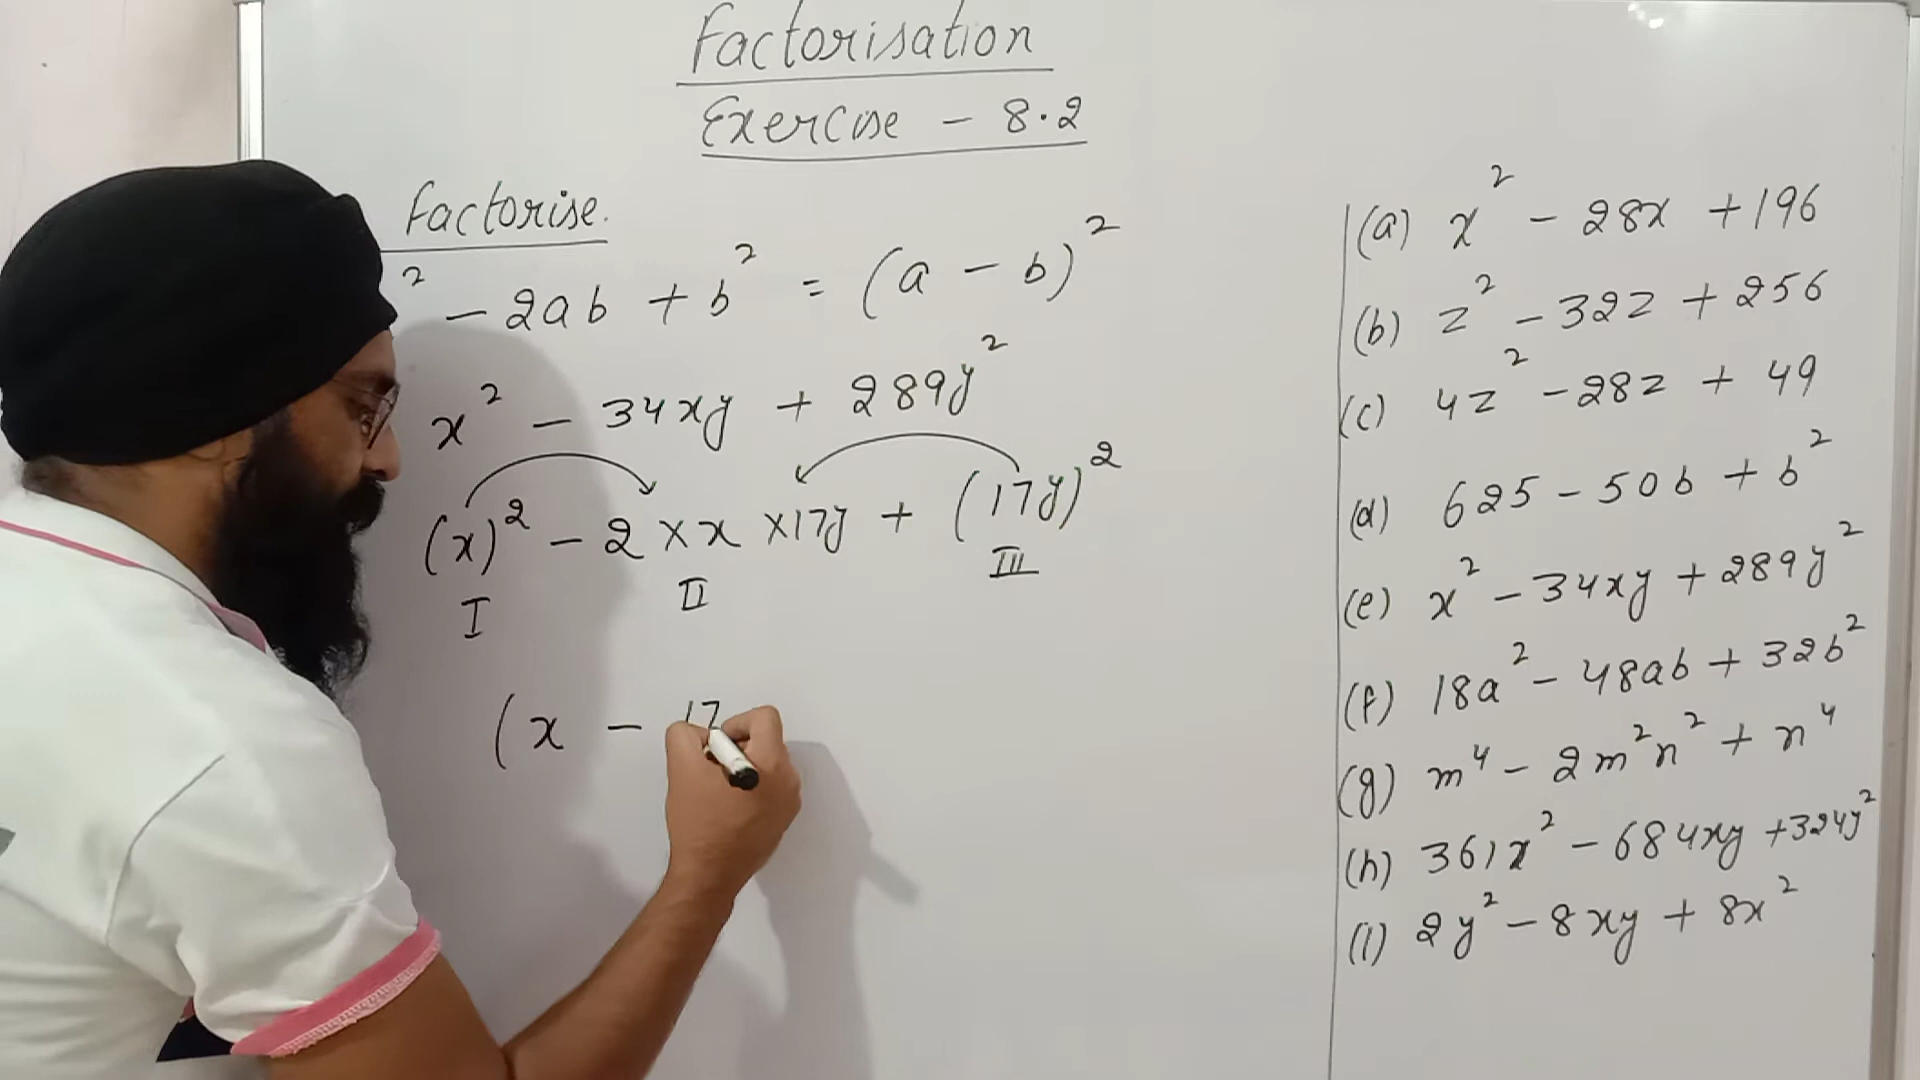 Factorisation
Exercise - 8.2
Factorise.
² - 2ab + b² = (a - b)²
x² - 34xy + 289y²
(x)² - 2 × x × 17y + (17y)²
I II III
(x - 17
(a) x² - 28x + 196
(b) z² - 32z + 256
(c) 4z² - 28z + 49
(d) 625 - 50b + b²
(e) x² - 34xy + 289y²
(f) 18a² - 48ab + 32b²
(g) m⁴ - 2m²n² + n⁴
(h) 361x² - 684xy + 324y²
(i) 2y² - 8xy + 8x²